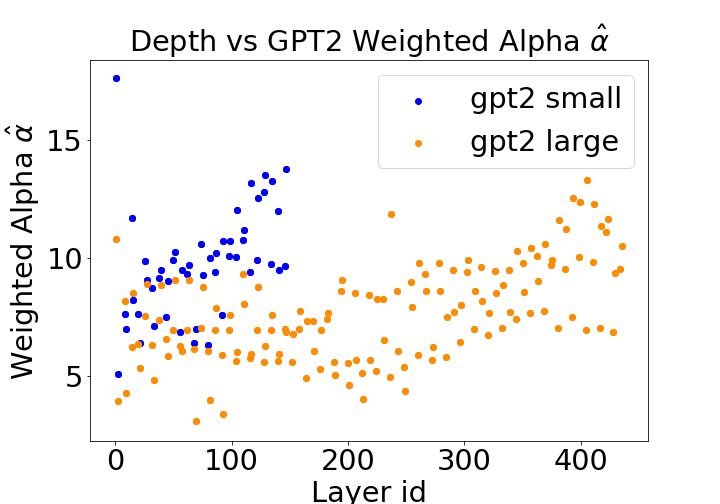 Depth vs GPT2 Weighted Alpha α̂
gpt2 small
gpt2 large
Weighted Alpha α̂
15
10
5
0 100 200 300 400
Layer id